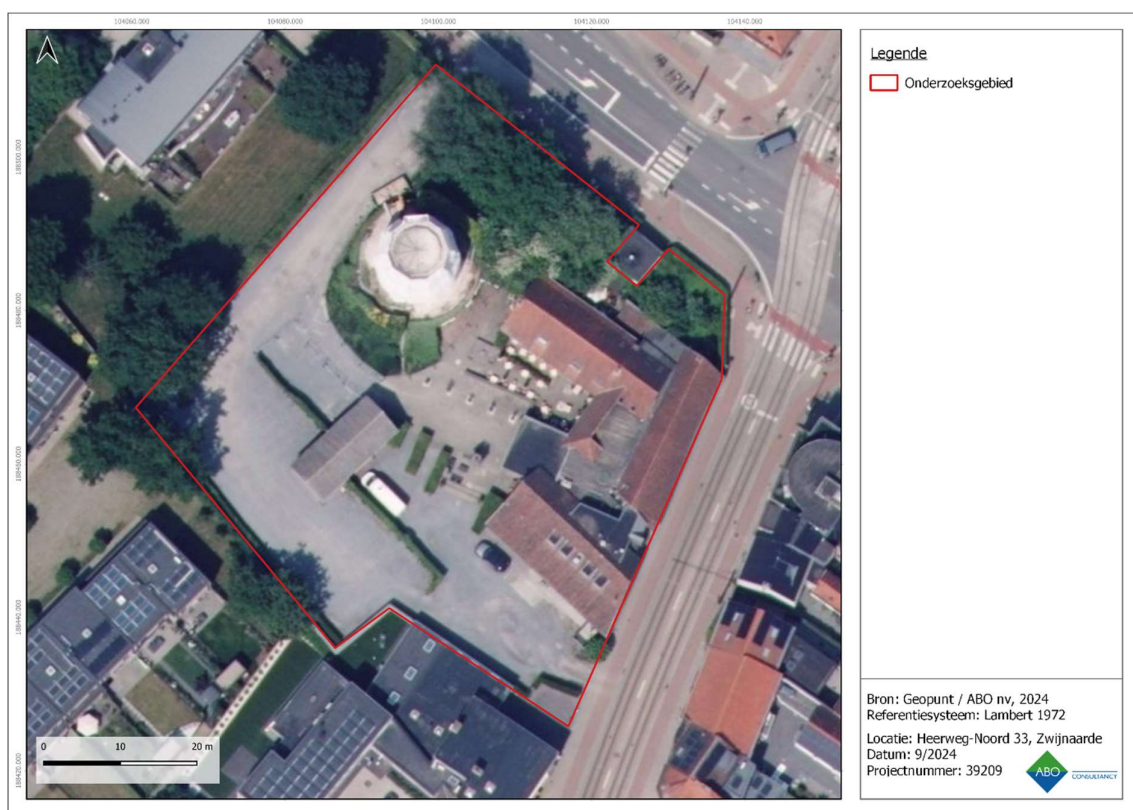 104060.000 104080.000 104100.000 104120.000 104140.000
188500.000
188480.000
188460.000
188440.000
188420.000
0 10 20 m
Legende
Onderzoeksgebied
Bron: Geopunt / ABO nv, 2024
Referentiesysteem: Lambert 1972
Locatie: Heerweg-Noord 33, Zwijnaarde
Datum: 9/2024
Projectnummer: 39209
ABO CONSULTANCY